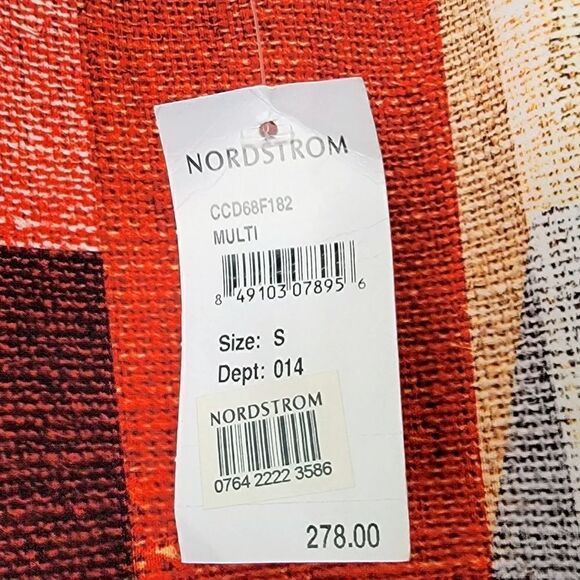 NORDSTROM
CCD68F182
MULTI
8 49103 07895 6
Size: S
Dept: 014
NORDSTROM
0764 2222 3586
278.00